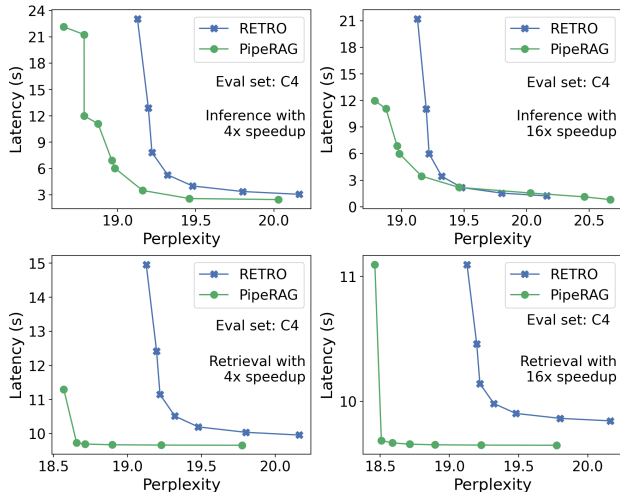 24
21
18
15
12
9
6
3
Latency (s)
19.0
19.5
20.0
Perplexity
RETRO
PipeRAG
Eval set: C4
Inference with
4x speedup
21
18
15
12
9
6
3
0
Latency (s)
19.0
19.5
20.0
20.5
Perplexity
RETRO
PipeRAG
Eval set: C4
Inference with
16x speedup
15
14
13
12
11
10
Latency (s)
18.5
19.0
19.5
20.0
Perplexity
RETRO
PipeRAG
Eval set: C4
Retrieval with
4x speedup
11
10
Latency (s)
18.5
19.0
19.5
20.0
Perplexity
RETRO
PipeRAG
Eval set: C4
Retrieval with
16x speedup